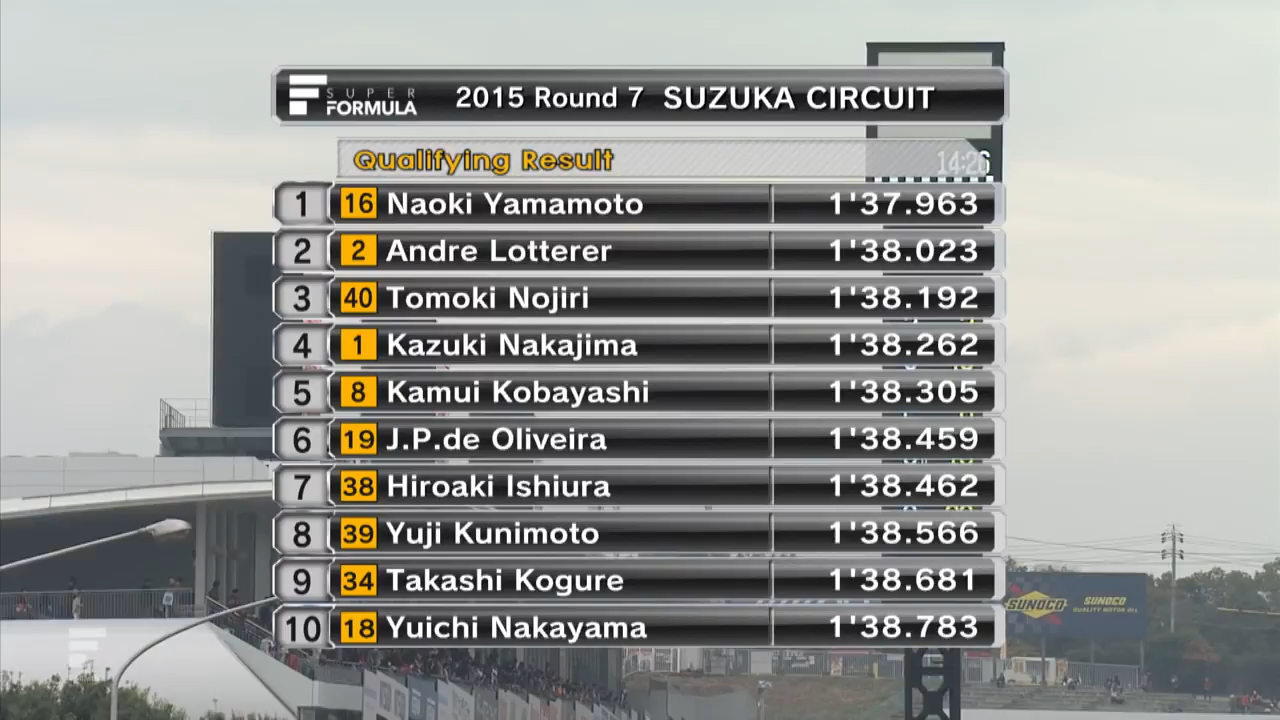 SUPER FORMULA 2015 Round 7 SUZUKA CIRCUIT
Qualifying Result 14:26
1 16 Naoki Yamamoto 1'37.963
2 2 Andre Lotterer 1'38.023
3 40 Tomoki Nojiri 1'38.192
4 1 Kazuki Nakajima 1'38.262
5 8 Kamui Kobayashi 1'38.305
6 19 J.P.de Oliveira 1'38.459
7 38 Hiroaki Ishiura 1'38.462
8 39 Yuji Kunimoto 1'38.566
9 34 Takashi Kogure 1'38.681
10 18 Yuichi Nakayama 1'38.783
SUNOCO SUNOCO
QUALITY MOTOR OIL